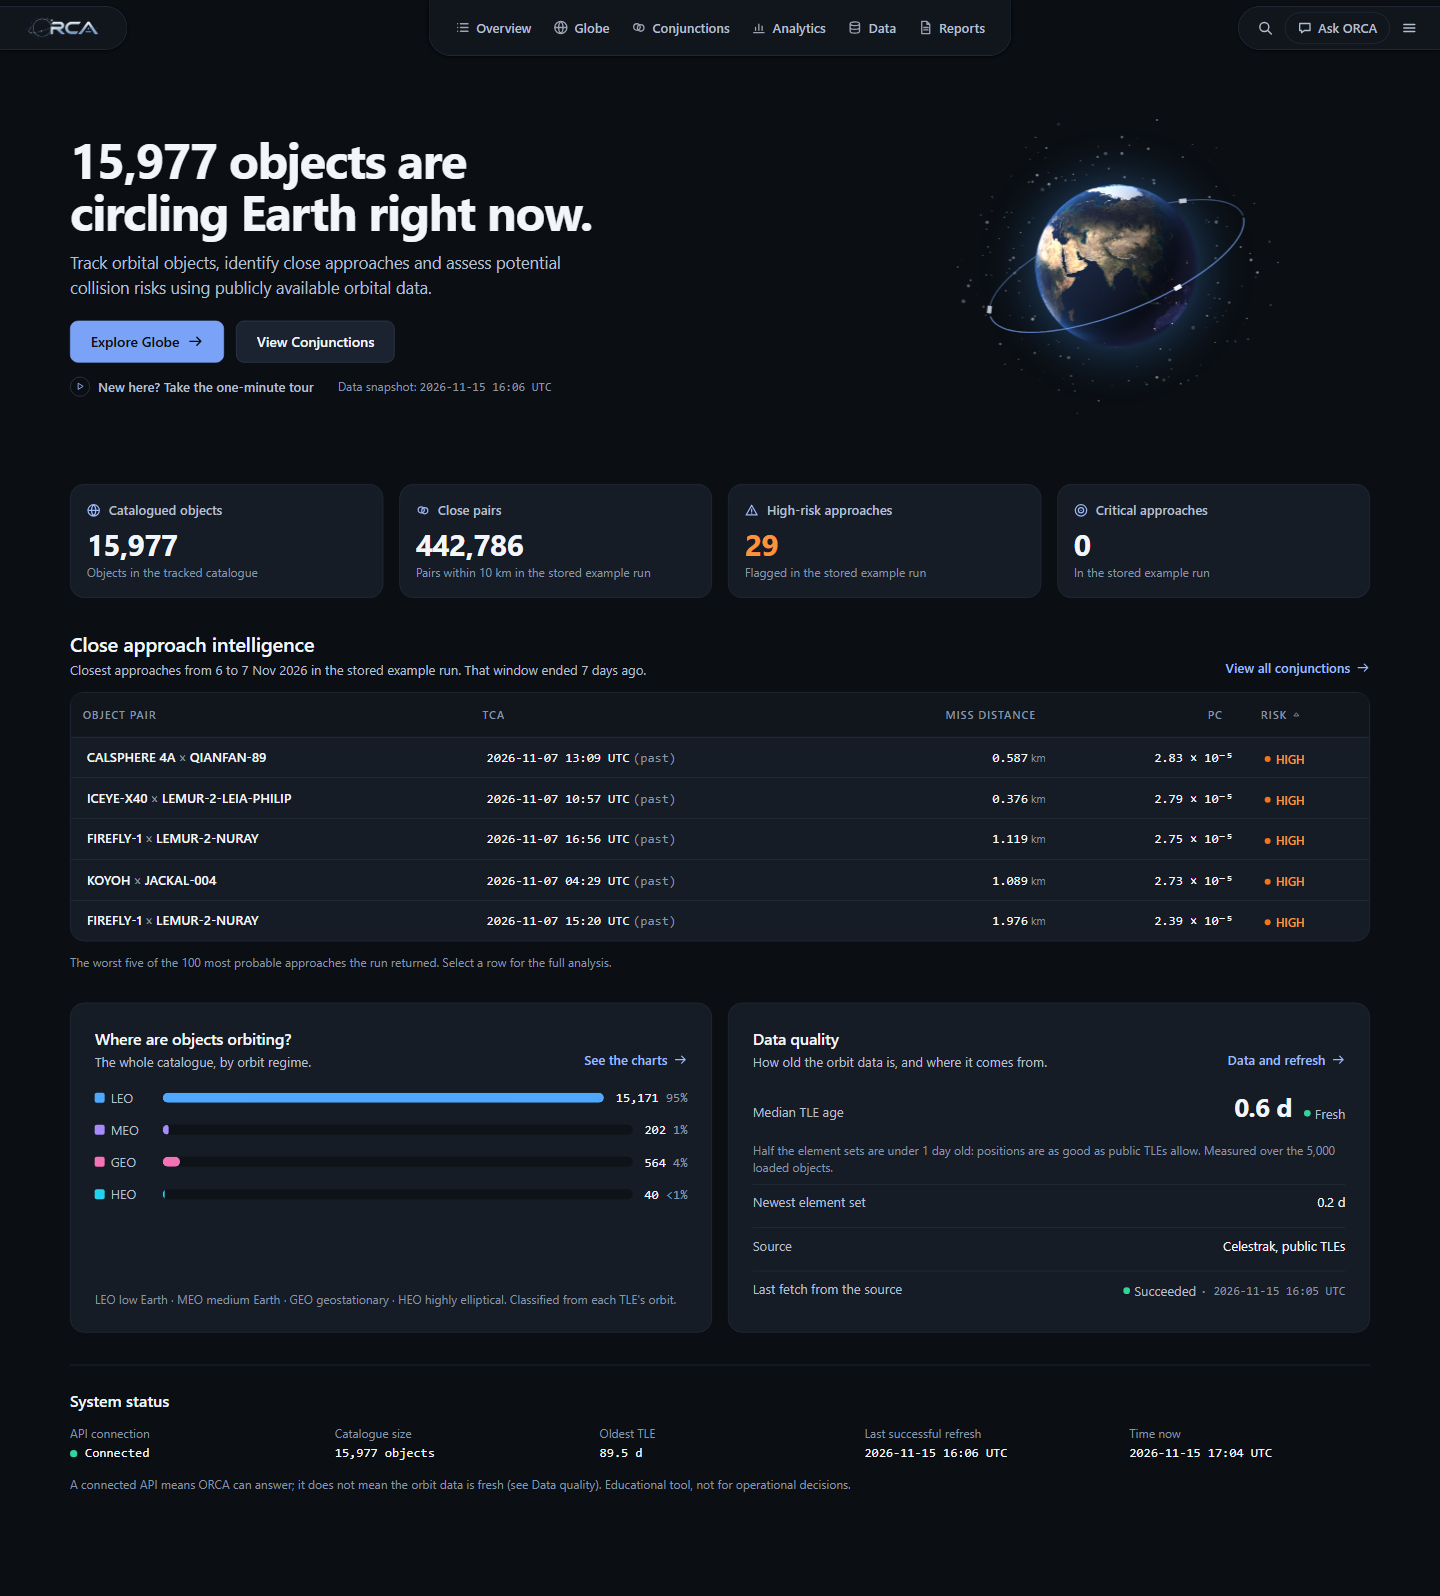 ORCA
Overview
Globe
Conjunctions
Analytics
Data
Reports
Ask ORCA
15,977 objects are
circling Earth right now.
Track orbital objects, identify close approaches and assess potential
collision risks using publicly available orbital data.
Explore Globe →
View Conjunctions
New here? Take the one-minute tour
Data snapshot: 2026-11-15 16:06 UTC
Catalogued objects
15,977
Objects in the tracked catalogue
Close pairs
442,786
Pairs within 10 km in the stored example run
High-risk approaches
29
Flagged in the stored example run
Critical approaches
0
In the stored example run
Close approach intelligence
Closest approaches from 6 to 7 Nov 2026 in the stored example run. That window ended 7 days ago.
View all conjunctions →
OBJECT PAIR TCA MISS DISTANCE PC RISK
CALSPHERE 4A x QIANFAN-89 2026-11-07 13:09 UTC (past) 0.587 km 2.83 x 10⁻⁵ HIGH
ICEYE-X40 x LEMUR-2-LEIA-PHILIP 2026-11-07 10:57 UTC (past) 0.376 km 2.79 x 10⁻⁵ HIGH
FIREFLY-1 x LEMUR-2-NURAY 2026-11-07 16:56 UTC (past) 1.119 km 2.75 x 10⁻⁵ HIGH
KOYOH x JACKAL-004 2026-11-07 04:29 UTC (past) 1.089 km 2.73 x 10⁻⁵ HIGH
FIREFLY-1 x LEMUR-2-NURAY 2026-11-07 15:20 UTC (past) 1.976 km 2.39 x 10⁻⁵ HIGH
The worst five of the 100 most probable approaches the run returned. Select a row for the full analysis.
Where are objects orbiting?
The whole catalogue, by orbit regime.
See the charts →
LEO 15,171 95%
MEO 202 1%
GEO 564 4%
HEO 40 <1%
LEO low Earth · MEO medium Earth · GEO geostationary · HEO highly elliptical. Classified from each TLE's orbit.
Data quality
How old the orbit data is, and where it comes from.
Data and refresh →
Median TLE age 0.6 d Fresh
Half the element sets are under 1 day old: positions are as good as public TLEs allow. Measured over the 5,000
loaded objects.
Newest element set 0.2 d
Source Celestrak, public TLEs
Last fetch from the source Succeeded · 2026-11-15 16:05 UTC
System status
API connection
Connected
Catalogue size
15,977 objects
Oldest TLE
89.5 d
Last successful refresh
2026-11-15 16:06 UTC
Time now
2026-11-15 17:04 UTC
A connected API means ORCA can answer; it does not mean the orbit data is fresh (see Data quality). Educational tool, not for operational decisions.